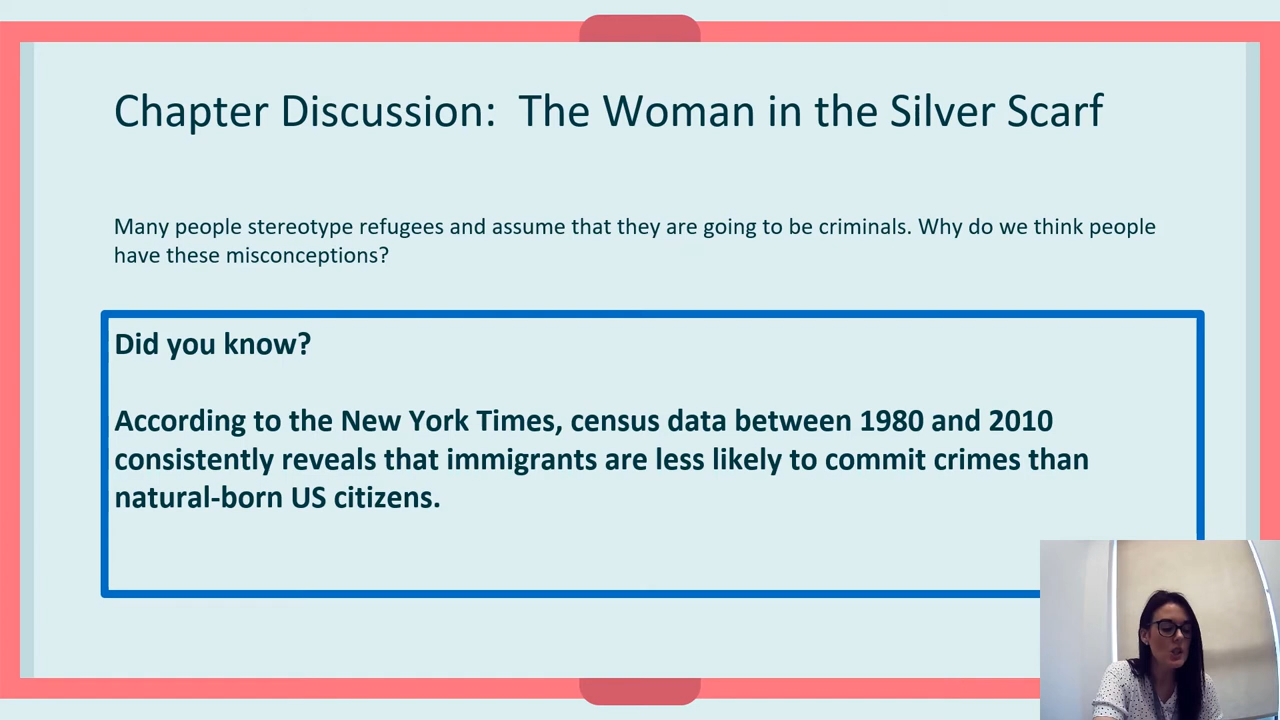 Chapter Discussion:  The Woman in the Silver Scarf
Many people stereotype refugees and assume that they are going to be criminals. Why do we think people
have these misconceptions?
Did you know?
According to the New York Times, census data between 1980 and 2010
consistently reveals that immigrants are less likely to commit crimes than
natural-born US citizens.